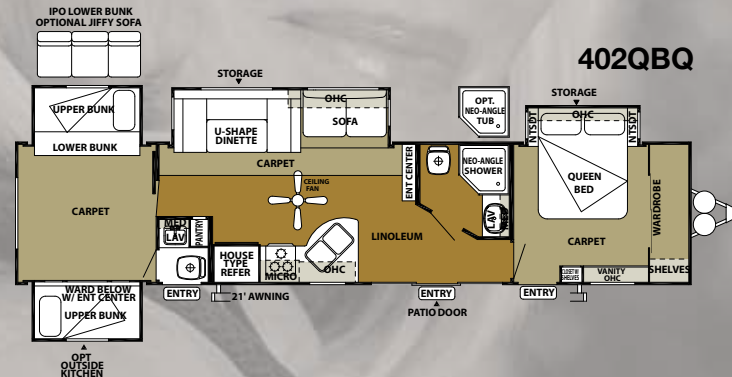 IPO LOWER BUNK
OPTIONAL JIFFY SOFA
402QBQ
STORAGE
STORAGE
UPPER BUNK
LOWER BUNK
OHC
U-SHAPE
DINETTE
SOFA
OPT.
NEO-ANGLE
TUB
OHC
NTSDT
NTSDT
CARPET
ENT CENTER
NEO-ANGLE
SHOWER
QUEEN
BED
WARDROBE
CEILING
FAN
CARPET
MED
LAV
PANTRY
LINOLEUM
LAV
MED
CARPET
HOUSE
TYPE
REFER
MICRO
OHC
CLOSET W/
SHELVES
VANITY
OHC
SHELVES
WARD BELOW
W/ ENT CENTER
UPPER BUNK
ENTRY
21' AWNING
ENTRY
PATIO DOOR
ENTRY
OPT
OUTSIDE
KITCHEN